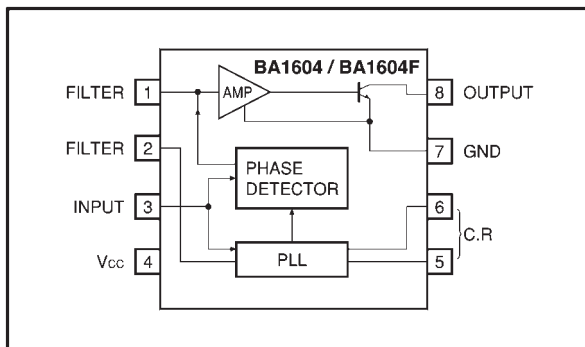 BA1604 / BA1604F
FILTER 1
AMP
8 OUTPUT
FILTER 2
7 GND
PHASE
DETECTOR
INPUT 3
6
C.R
Vcc 4
PLL
5